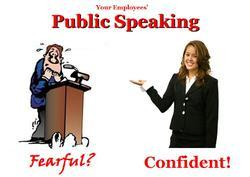 Your Employees'
Public Speaking
Fearful?
Confident!